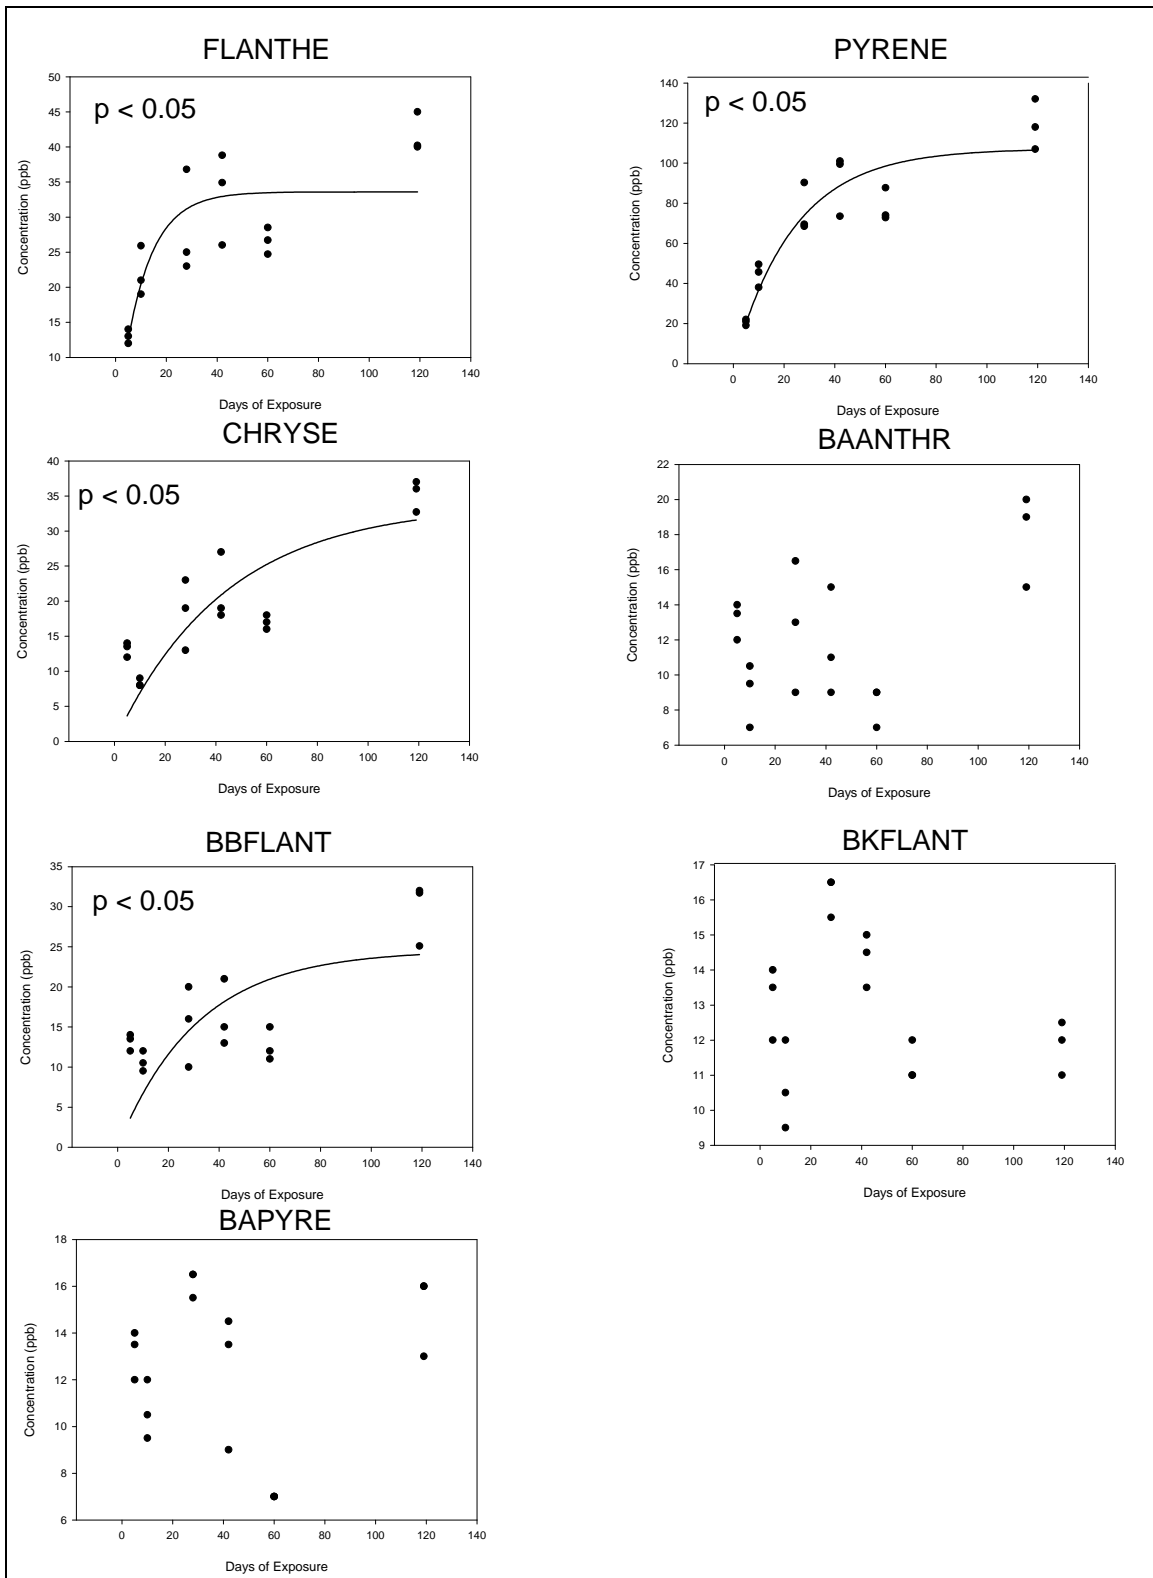 FLANTHE
p < 0.05
Concentration (ppb)
50
45
40
35
30
25
20
15
10
0 20 40 60 80 100 120 140
Days of Exposure
PYRENE
p < 0.05
Concentration (ppb)
140
120
100
80
60
40
20
0
0 20 40 60 80 100 120 140
Days of Exposure
CHRYSE
p < 0.05
Concentration (ppb)
40
35
30
25
20
15
10
5
0
0 20 40 60 80 100 120 140
Days of Exposure
BAANTHR
Concentration (ppb)
22
20
18
16
14
12
10
8
6
0 20 40 60 80 100 120 140
Days of Exposure
BBFLANT
p < 0.05
Concentration (ppb)
35
30
25
20
15
10
5
0
0 20 40 60 80 100 120 140
Days of Exposure
BKFLANT
Concentration (ppb)
17
16
15
14
13
12
11
10
9
0 20 40 60 80 100 120 140
Days of Exposure
BAPYRE
Concentration (ppb)
18
16
14
12
10
8
6
0 20 40 60 80 100 120 140
Days of Exposure